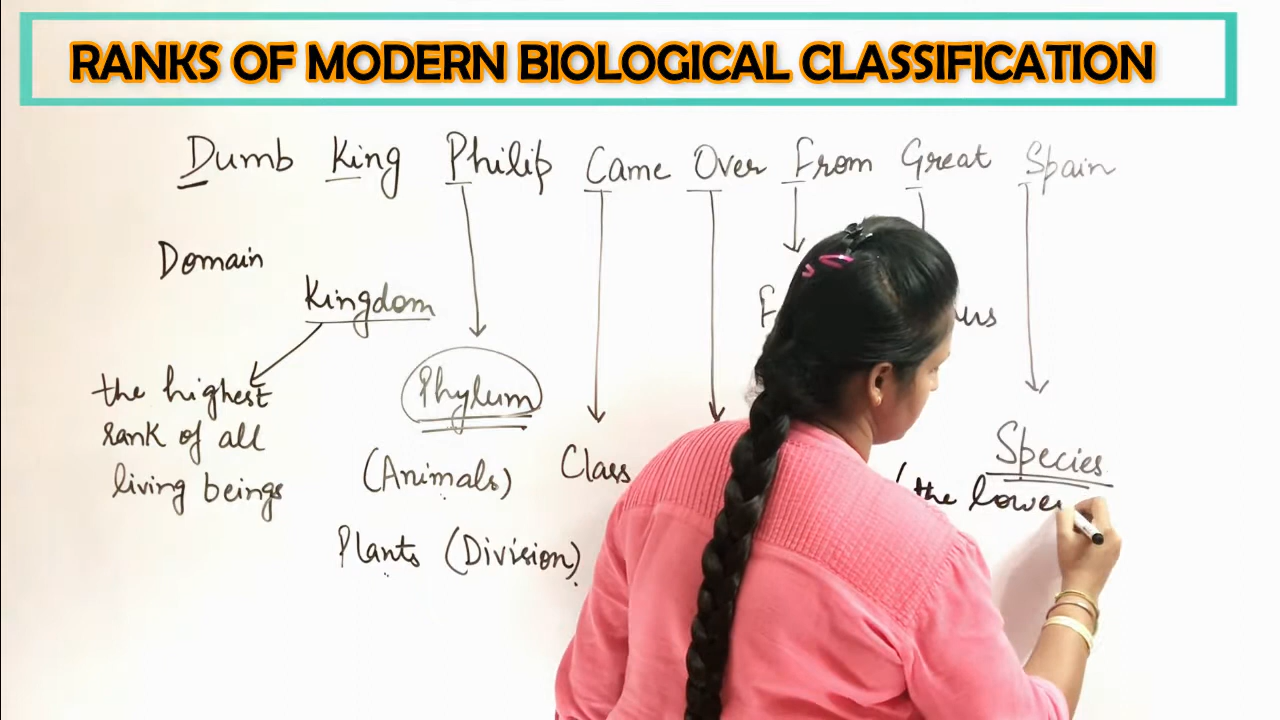 RANKS OF MODERN BIOLOGICAL CLASSIFICATION
Dumb King Philip Came Over From Great Spain
Domain
Kingdom
the highest
rank of all
living beings
Phylum
(Animals)
Plants (Division)
Class
Species
(the lower